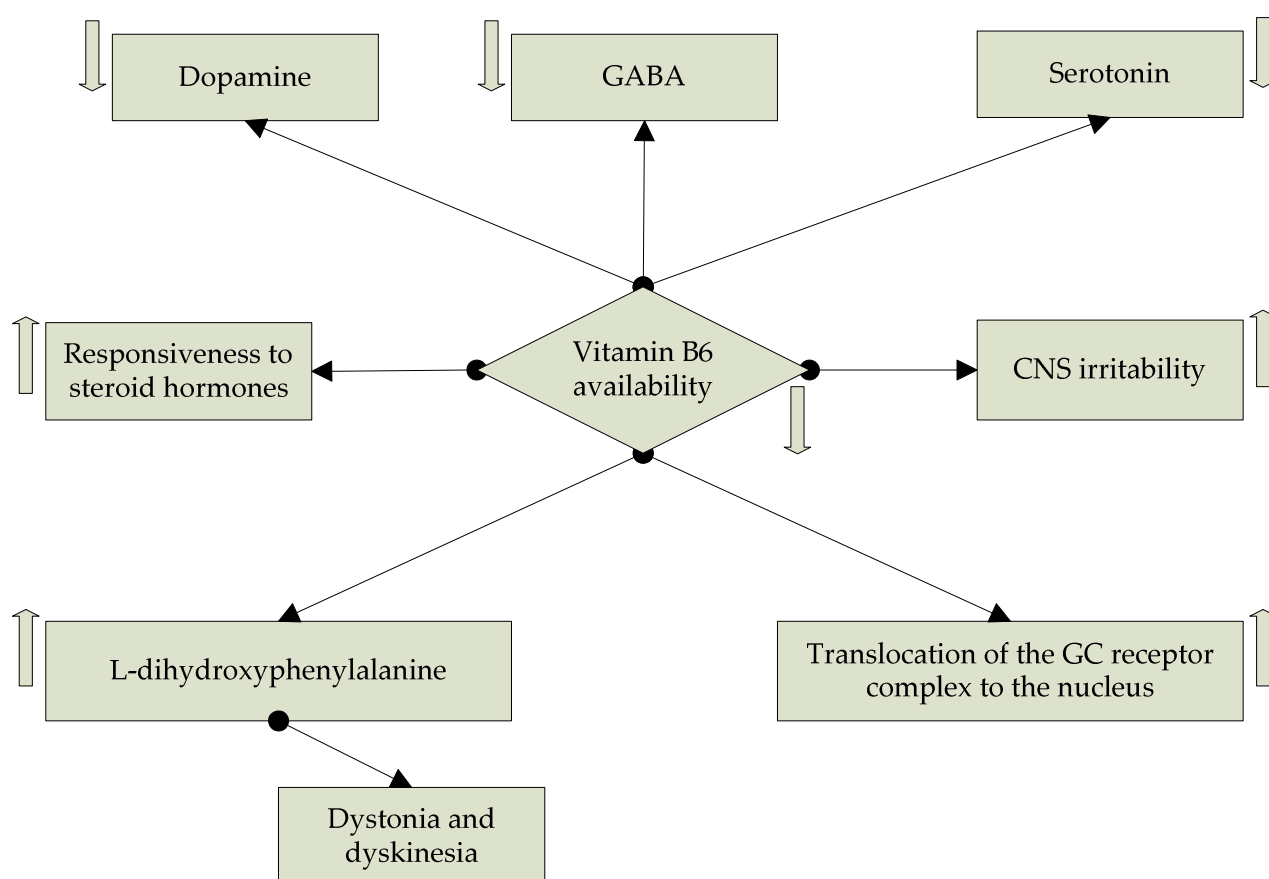 Dopamine
GABA
Serotonin
Responsiveness to
steroid hormones
Vitamin B6
availability
CNS irritability
L-dihydroxyphenylalanine
Translocation of the GC receptor
complex to the nucleus
Dystonia and
dyskinesia